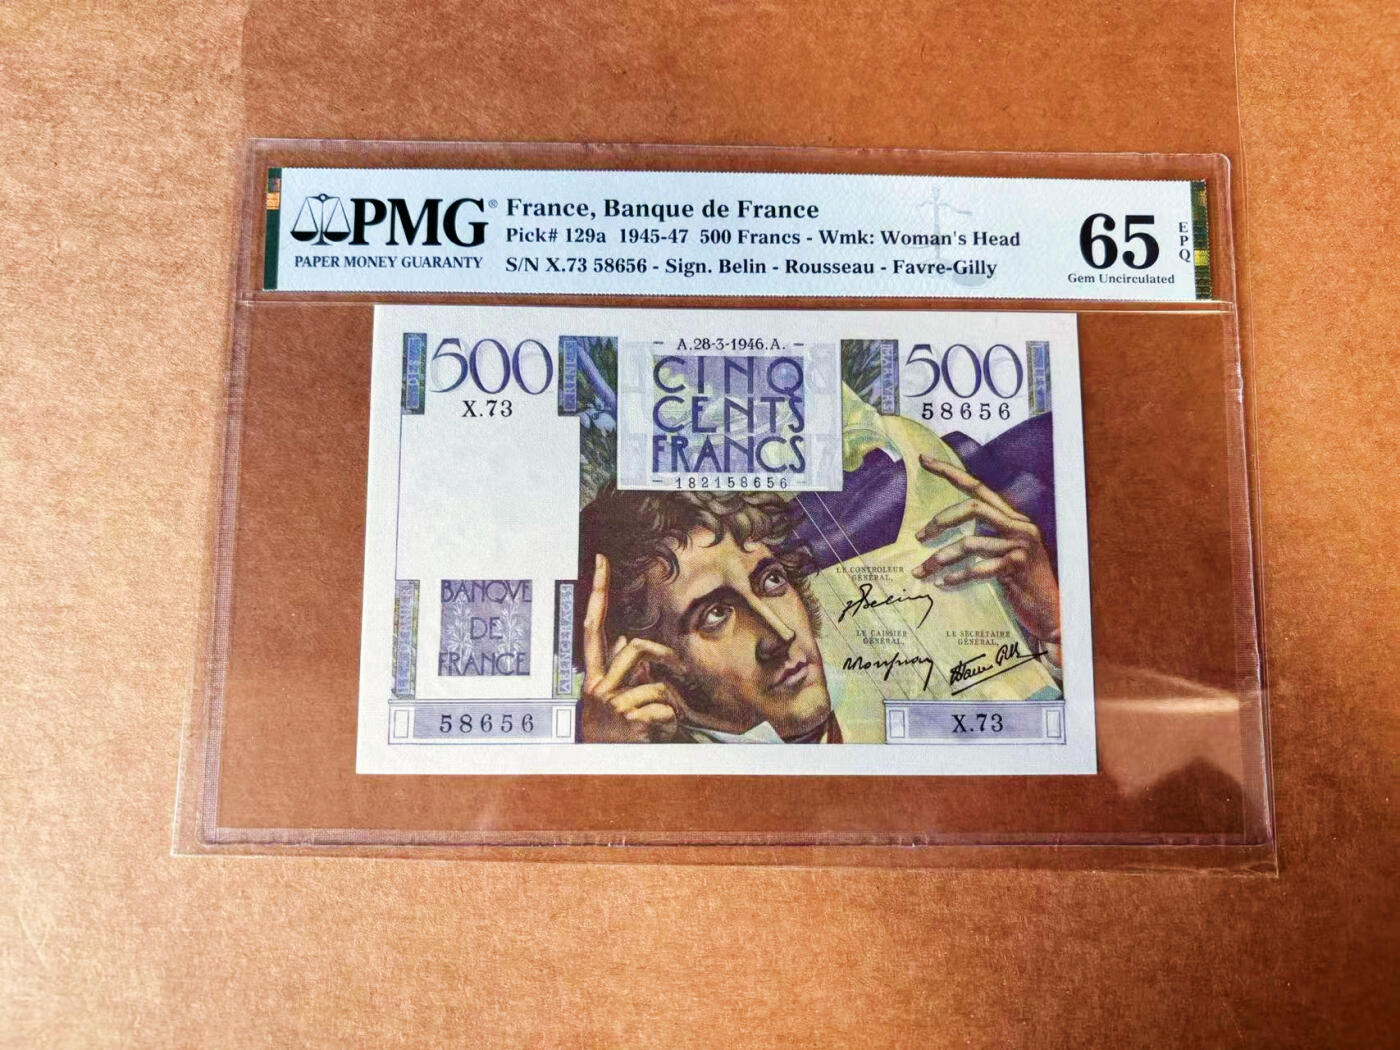 PMG®
PAPER MONEY GUARANTY
France, Banque de France
Pick# 129a 1945-47 500 Francs - Wmk: Woman's Head
S/N X.73 58656 - Sign. Belin - Rousseau - Favre-Gilly
65
EPQ
Gem Uncirculated
A.28-3-1946.A.
500
X.73
CINQ
CENTS
FRANCS
182158656
500
58656
LE CONTROLEUR
GÉNÉRAL,
LE CAISSIER
GÉNÉRAL,
LE SECRÉTAIRE
GÉNÉRAL,
BANQUE
DE
FRANCE
58656
X.73